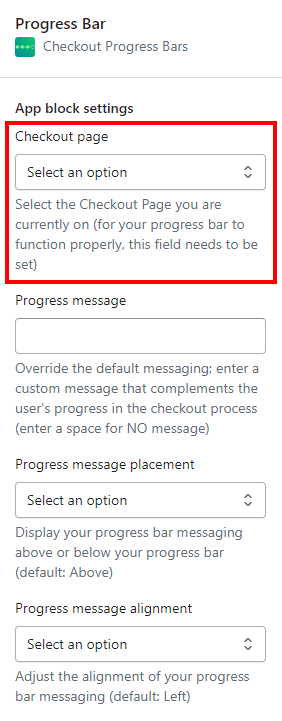 Progress Bar
Checkout Progress Bars
App block settings
Checkout page
Select an option
Select the Checkout Page you are
currently on (for your progress bar to
function properly, this field needs to be
set)
Progress message
Override the default messaging; enter a
custom message that complements the
user's progress in the checkout process
(enter a space for NO message)
Progress message placement
Select an option
Display your progress bar messaging
above or below your progress bar
(default: Above)
Progress message alignment
Select an option
Adjust the alignment of your progress
bar messaging (default: Left)